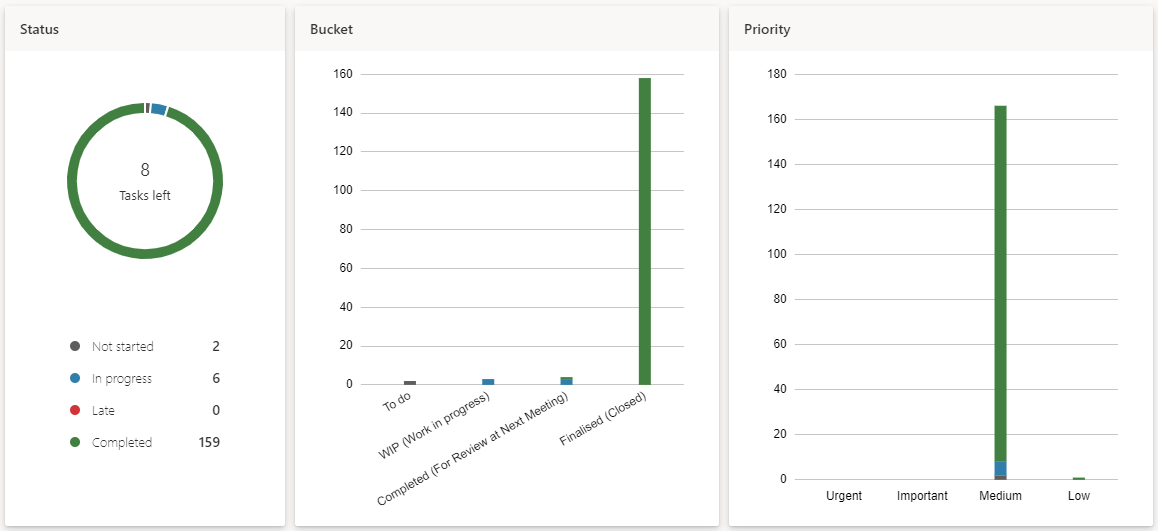 Status
8
Tasks left
Not started 2
In progress 6
Late 0
Completed 159
Bucket
160
140
120
100
80
60
40
20
0
To do
WIP (Work in progress)
Completed (For Review at Next Meeting)
Finalised (Closed)
Priority
180
160
140
120
100
80
60
40
20
0
Urgent Important Medium Low